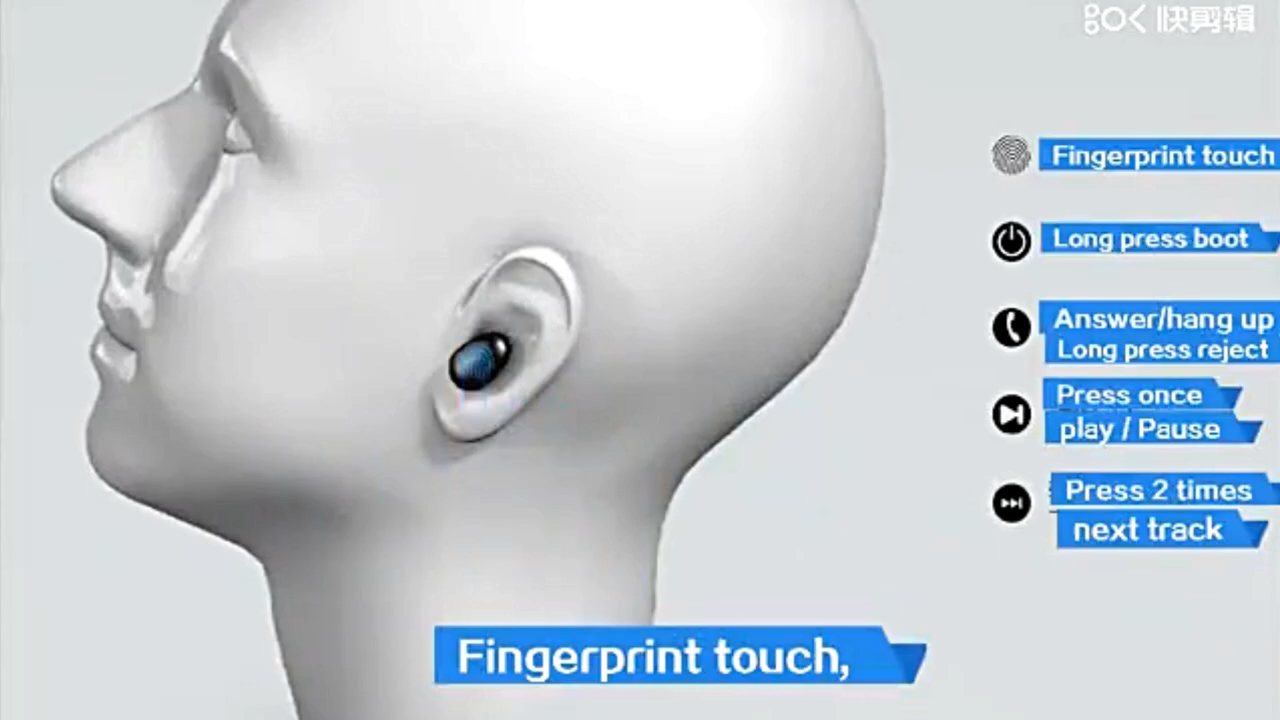 快剪辑
Fingerprint touch
Long press boot
Answer/hang up
Long press reject
Press once
play / Pause
Press 2 times
next track
Fingerprint touch,